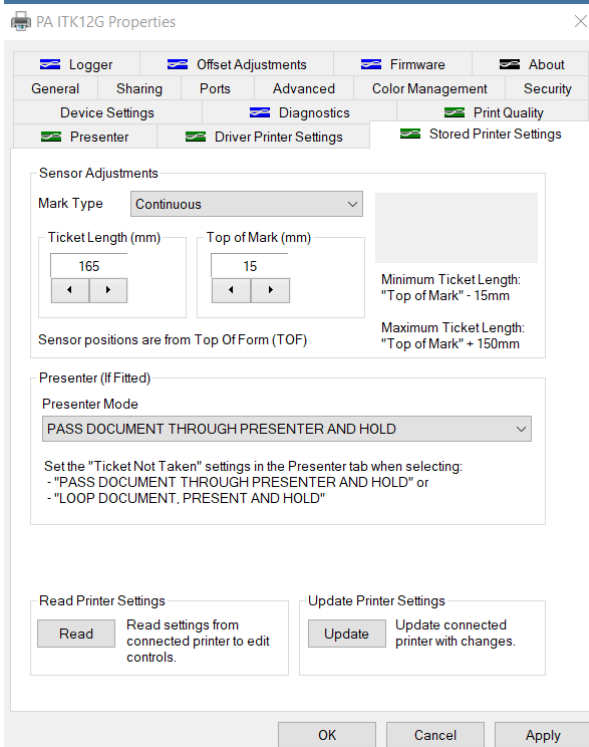 PA ITK12G Properties
Logger
Offset Adjustments
Firmware
About
General
Sharing
Ports
Advanced
Color Management
Security
Device Settings
Diagnostics
Print Quality
Presenter
Driver Printer Settings
Stored Printer Settings
Sensor Adjustments
Mark Type
Continuous
Ticket Length (mm)
165
Top of Mark (mm)
15
Minimum Ticket Length:
"Top of Mark" - 15mm
Maximum Ticket Length:
"Top of Mark" + 150mm
Sensor positions are from Top Of Form (TOF)
Presenter (If Fitted)
Presenter Mode
PASS DOCUMENT THROUGH PRESENTER AND HOLD
Set the "Ticket Not Taken" settings in the Presenter tab when selecting:
- "PASS DOCUMENT THROUGH PRESENTER AND HOLD" or
- "LOOP DOCUMENT, PRESENT AND HOLD"
Read Printer Settings
Read
Read settings from
connected printer to edit
controls.
Update Printer Settings
Update
Update connected
printer with changes.
OK
Cancel
Apply